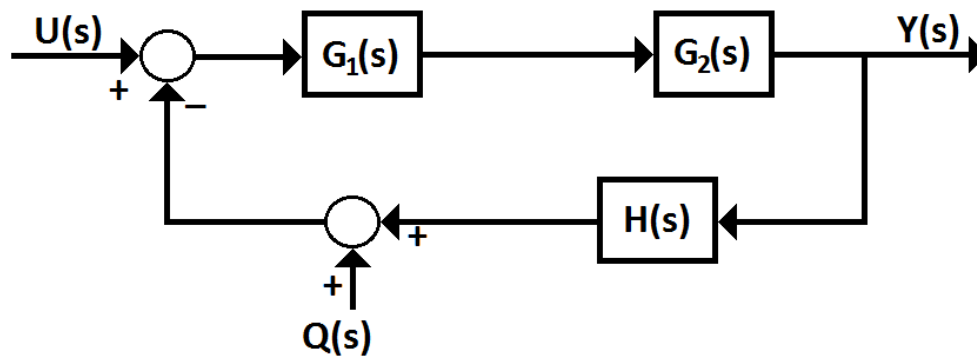 U(s)
G₁(s)
G₂(s)
Y(s)
+
−
H(s)
+
+
Q(s)